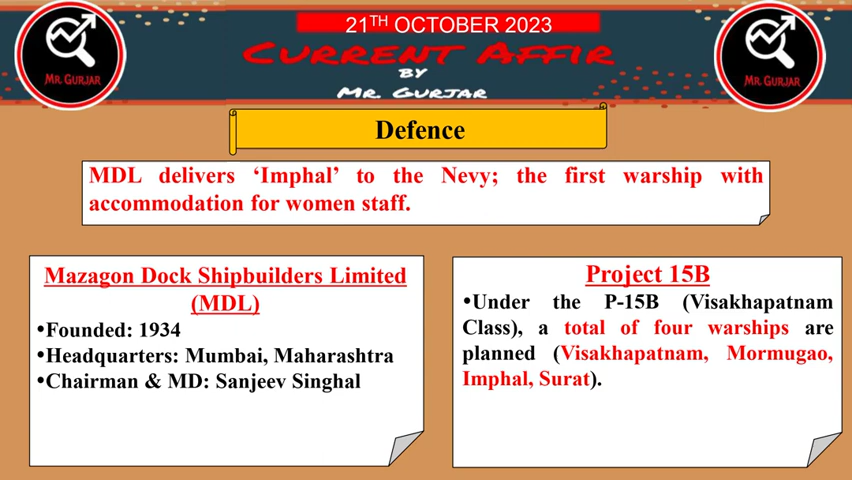 21TH OCTOBER 2023
CURRENT AFFIR
BY
MR. GURJAR
MR. GURJAR
MR. GURJAR
Defence
MDL delivers ‘Imphal’ to the Nevy; the first warship with
accommodation for women staff.
Mazagon Dock Shipbuilders Limited
(MDL)
•Founded: 1934
•Headquarters: Mumbai, Maharashtra
•Chairman & MD: Sanjeev Singhal
Project 15B
•Under the P-15B (Visakhapatnam
Class), a total of four warships are
planned (Visakhapatnam, Mormugao,
Imphal, Surat).